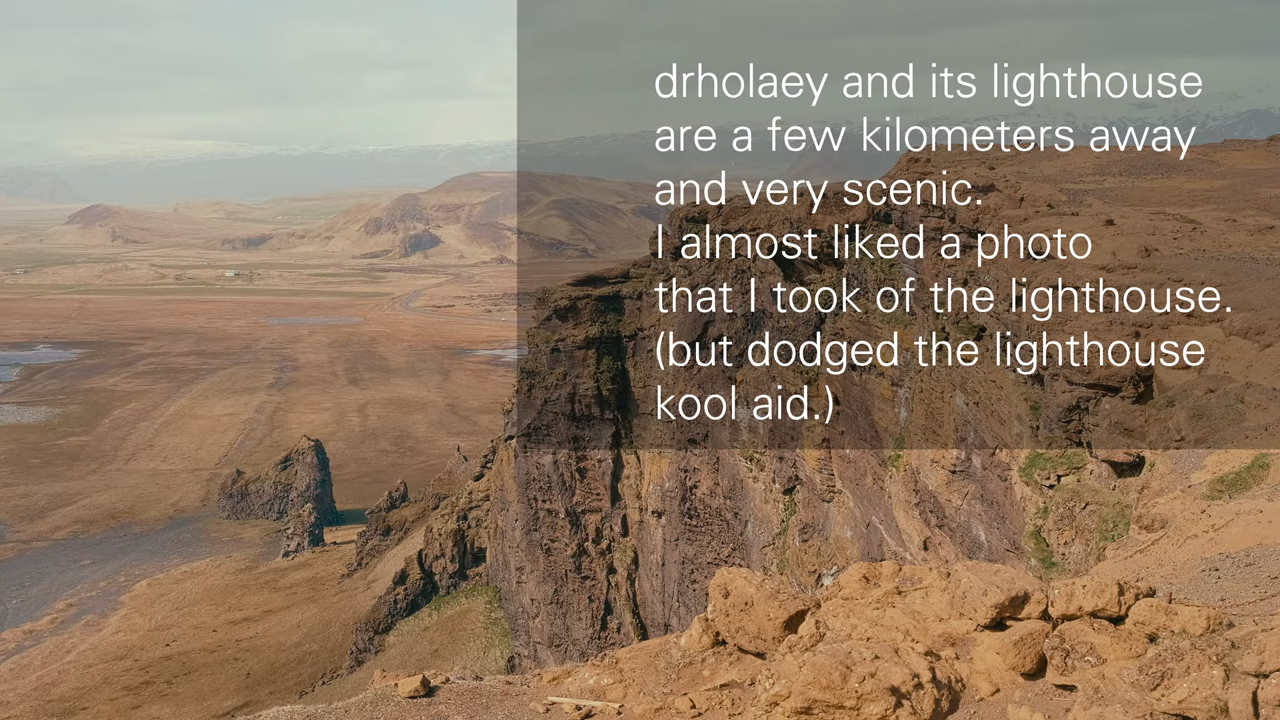 drholaey and its lighthouse
are a few kilometers away
and very scenic.
I almost liked a photo
that I took of the lighthouse.
(but dodged the lighthouse
kool aid.)